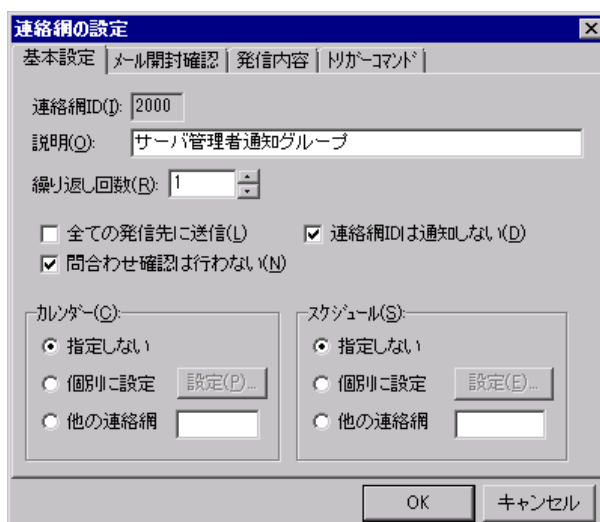 連絡網の設定
基本設定 ﾒｰﾙ開封確認 発信内容 ﾄﾘｶﾞｰｺﾏﾝﾄﾞ
連絡網ID(I): 2000
説明(O): サーバ管理者通知グループ
繰り返し回数(R): 1
全ての発信先に送信(L) 連絡網IDは通知しない(D)
問合わせ確認は行わない(N)
ｶﾚﾝﾀﾞｰ(C): ｽｹｼﾞｭｰﾙ(S):
指定しない 指定しない
個別に設定 設定(P)... 個別に設定 設定(E)...
他の連絡網 他の連絡網
OK キャンセル